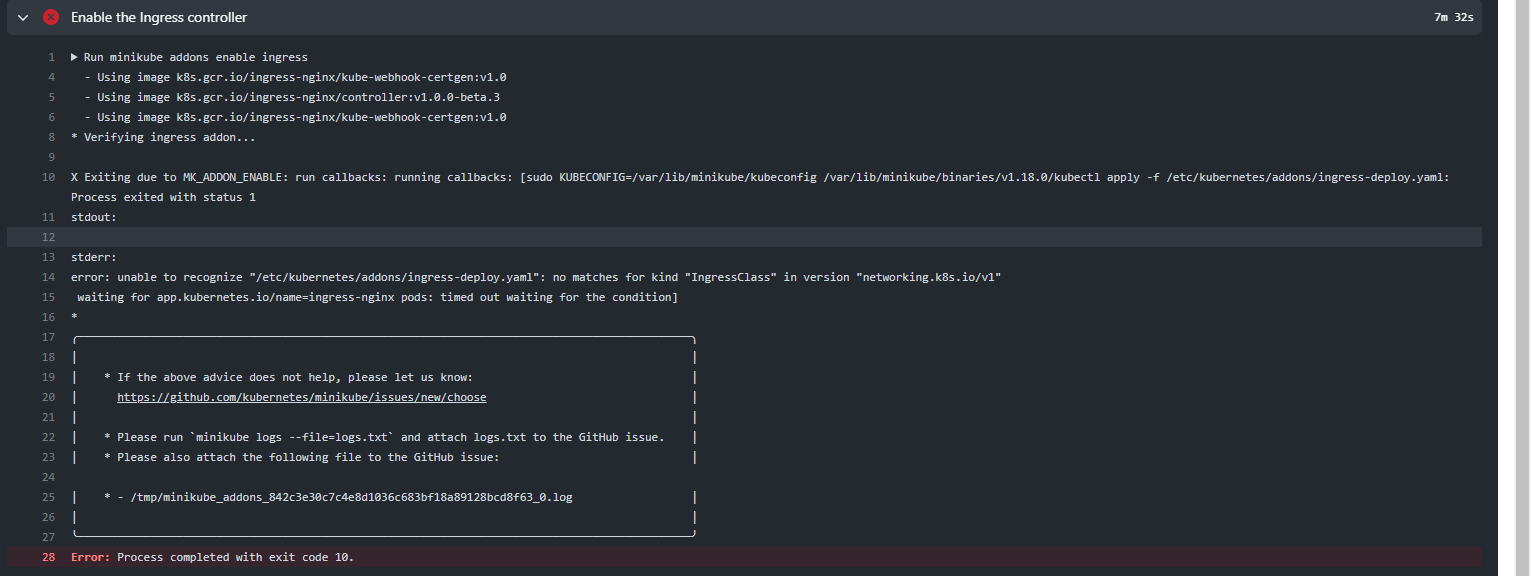 Enable the Ingress controller 7m 32s
1 ▶ Run minikube addons enable ingress
4 - Using image k8s.gcr.io/ingress-nginx/kube-webhook-certgen:v1.0
5 - Using image k8s.gcr.io/ingress-nginx/controller:v1.0.0-beta.3
6 - Using image k8s.gcr.io/ingress-nginx/kube-webhook-certgen:v1.0
8 * Verifying ingress addon...
9
10 X Exiting due to MK_ADDON_ENABLE: run callbacks: running callbacks: [sudo KUBECONFIG=/var/lib/minikube/kubeconfig /var/lib/minikube/binaries/v1.18.0/kubectl apply -f /etc/kubernetes/addons/ingress-deploy.yaml:
Process exited with status 1
11 stdout:
12
13 stderr:
14 error: unable to recognize "/etc/kubernetes/addons/ingress-deploy.yaml": no matches for kind "IngressClass" in version "networking.k8s.io/v1"
15 waiting for app.kubernetes.io/name=ingress-nginx pods: timed out waiting for the condition]
16 *
17
18 | |
19 | * If the above advice does not help, please let us know: |
20 | https://github.com/kubernetes/minikube/issues/new/choose |
21 | |
22 | * Please run `minikube logs --file=logs.txt` and attach logs.txt to the GitHub issue. |
23 | * Please also attach the following file to the GitHub issue: |
24
25 | * - /tmp/minikube_addons_842c3e30c7c4e8d1036c683bf18a89128bcd8f63_0.log |
26 | |
27
28 Error: Process completed with exit code 10.